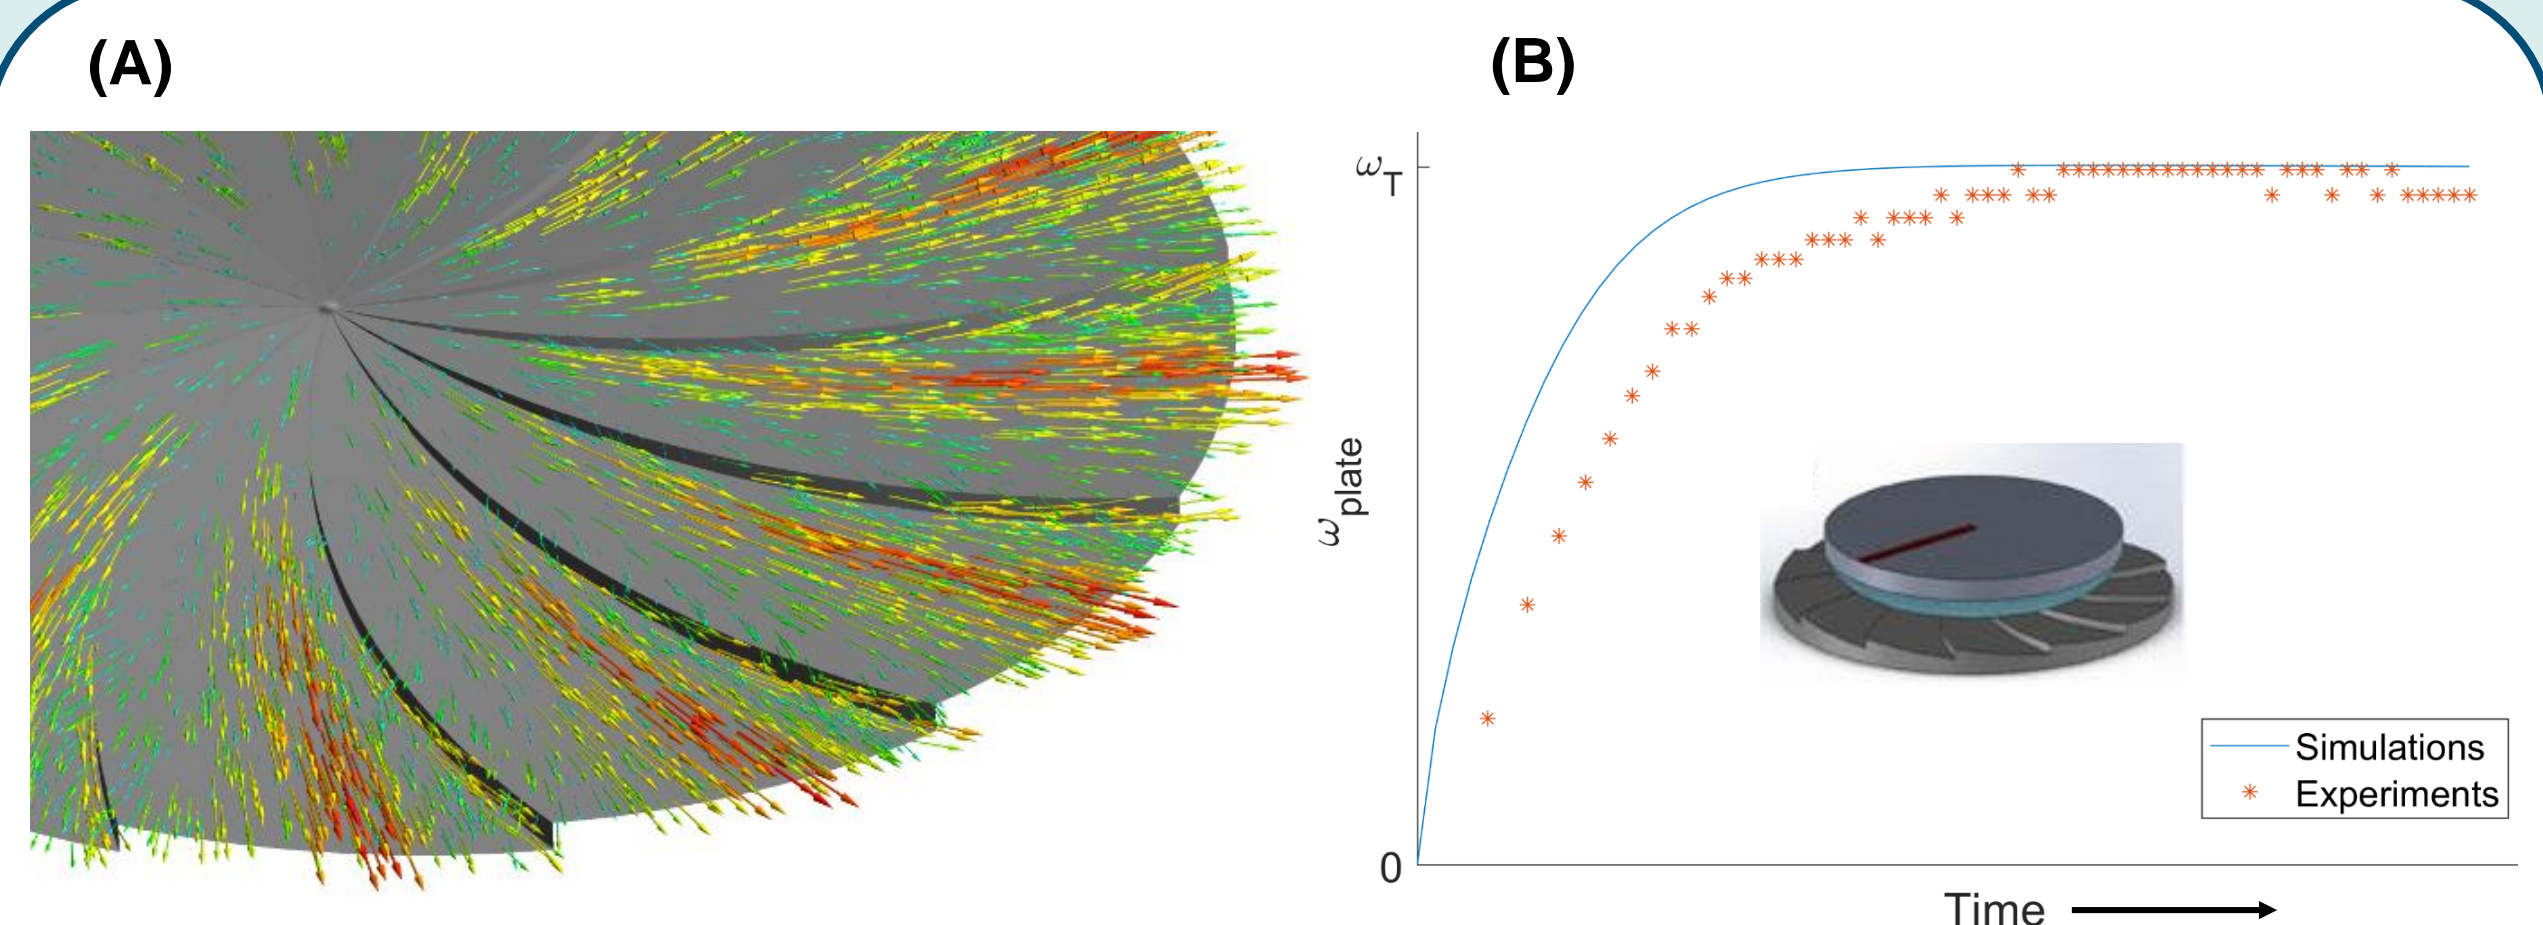 (A)
(B)
ωT
ωplate
0
Simulations
Experiments
Time